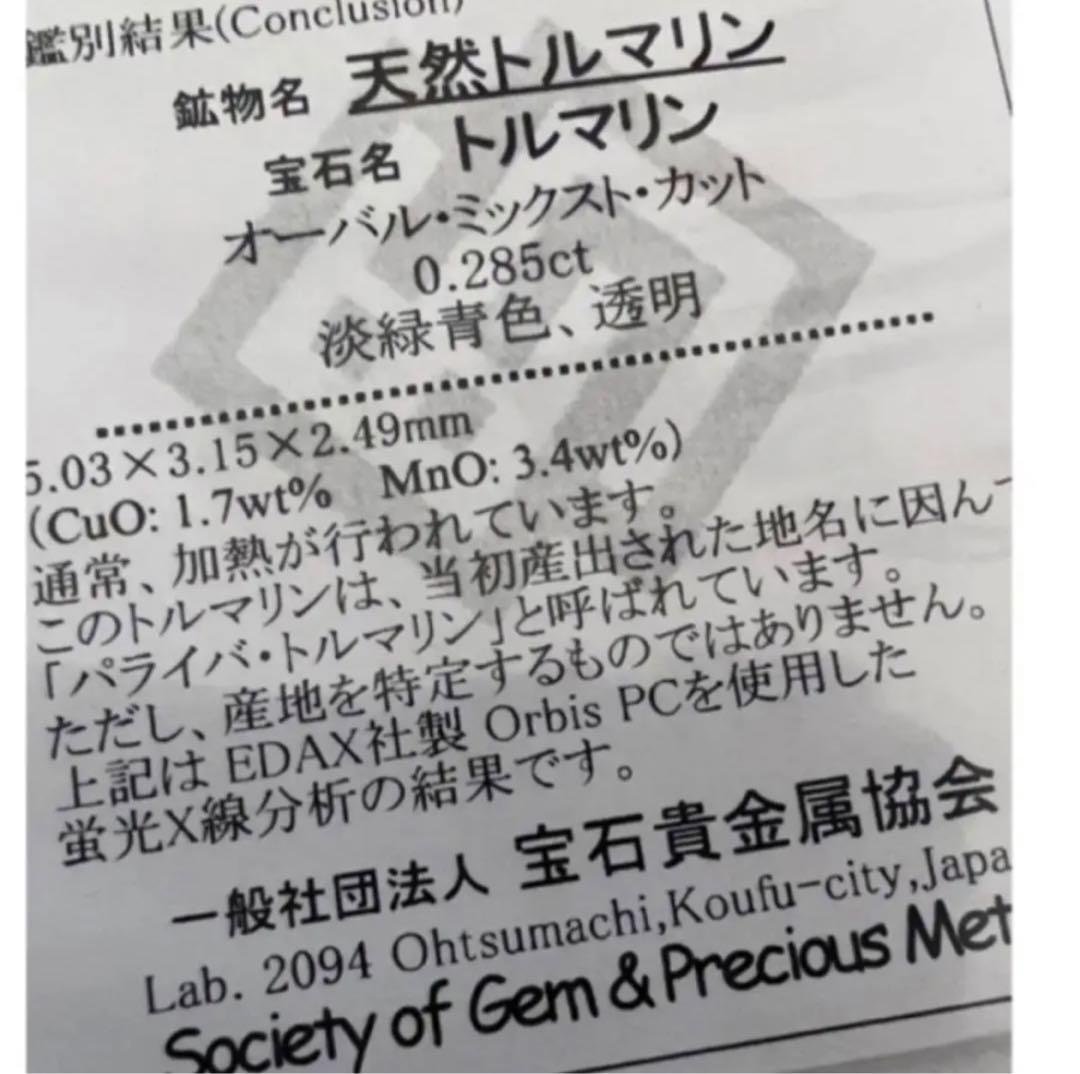 鑑別結果(Conclusion)
鉱物名 天然トルマリン
宝石名 トルマリン
オーバル・ミックスト・カット
0.285ct
淡緑青色、透明
5.03×3.15×2.49mm
(CuO: 1.7wt% MnO: 3.4wt%)
通常、加熱が行われています。
このトルマリンは、当初産出された地名に因んで
「パライバ・トルマリン」と呼ばれています。
ただし、産地を特定するものではありません。
上記は EDAX社製 Orbis PCを使用した
蛍光X線分析の結果です。
一般社団法人 宝石貴金属協会
Lab. 2094 Ohtsumachi,Koufu-city,Japa
Society of Gem & Precious Met